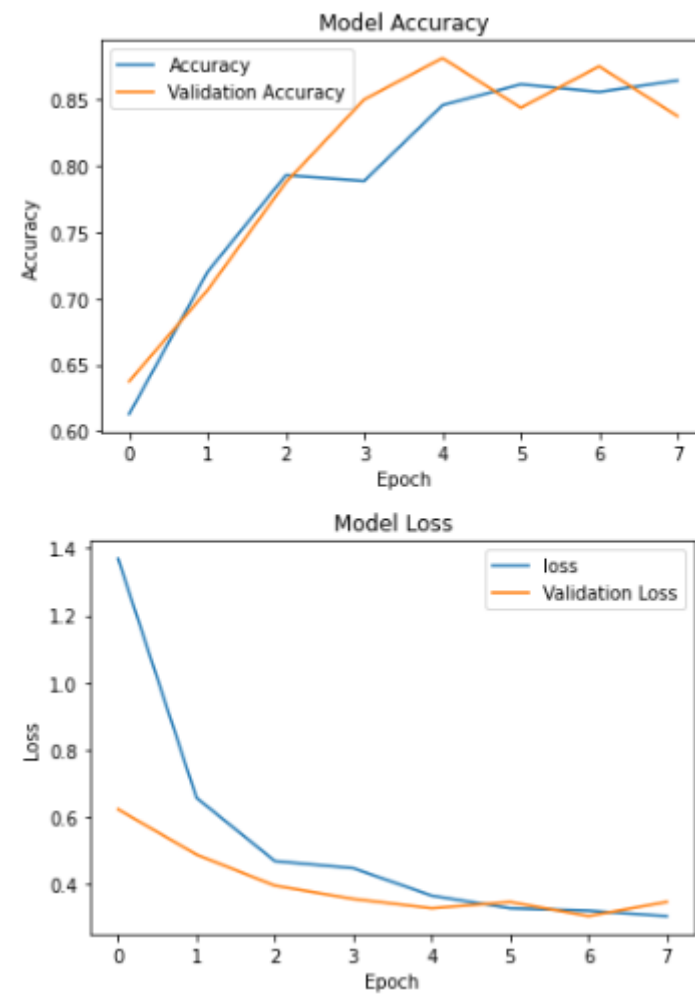 Model Accuracy
Accuracy
Validation Accuracy
0.85
0.80
0.75
0.70
0.65
0.60
Accuracy
0 1 2 3 4 5 6 7
Epoch
Model Loss
loss
Validation Loss
1.4
1.2
1.0
0.8
0.6
0.4
Loss
0 1 2 3 4 5 6 7
Epoch